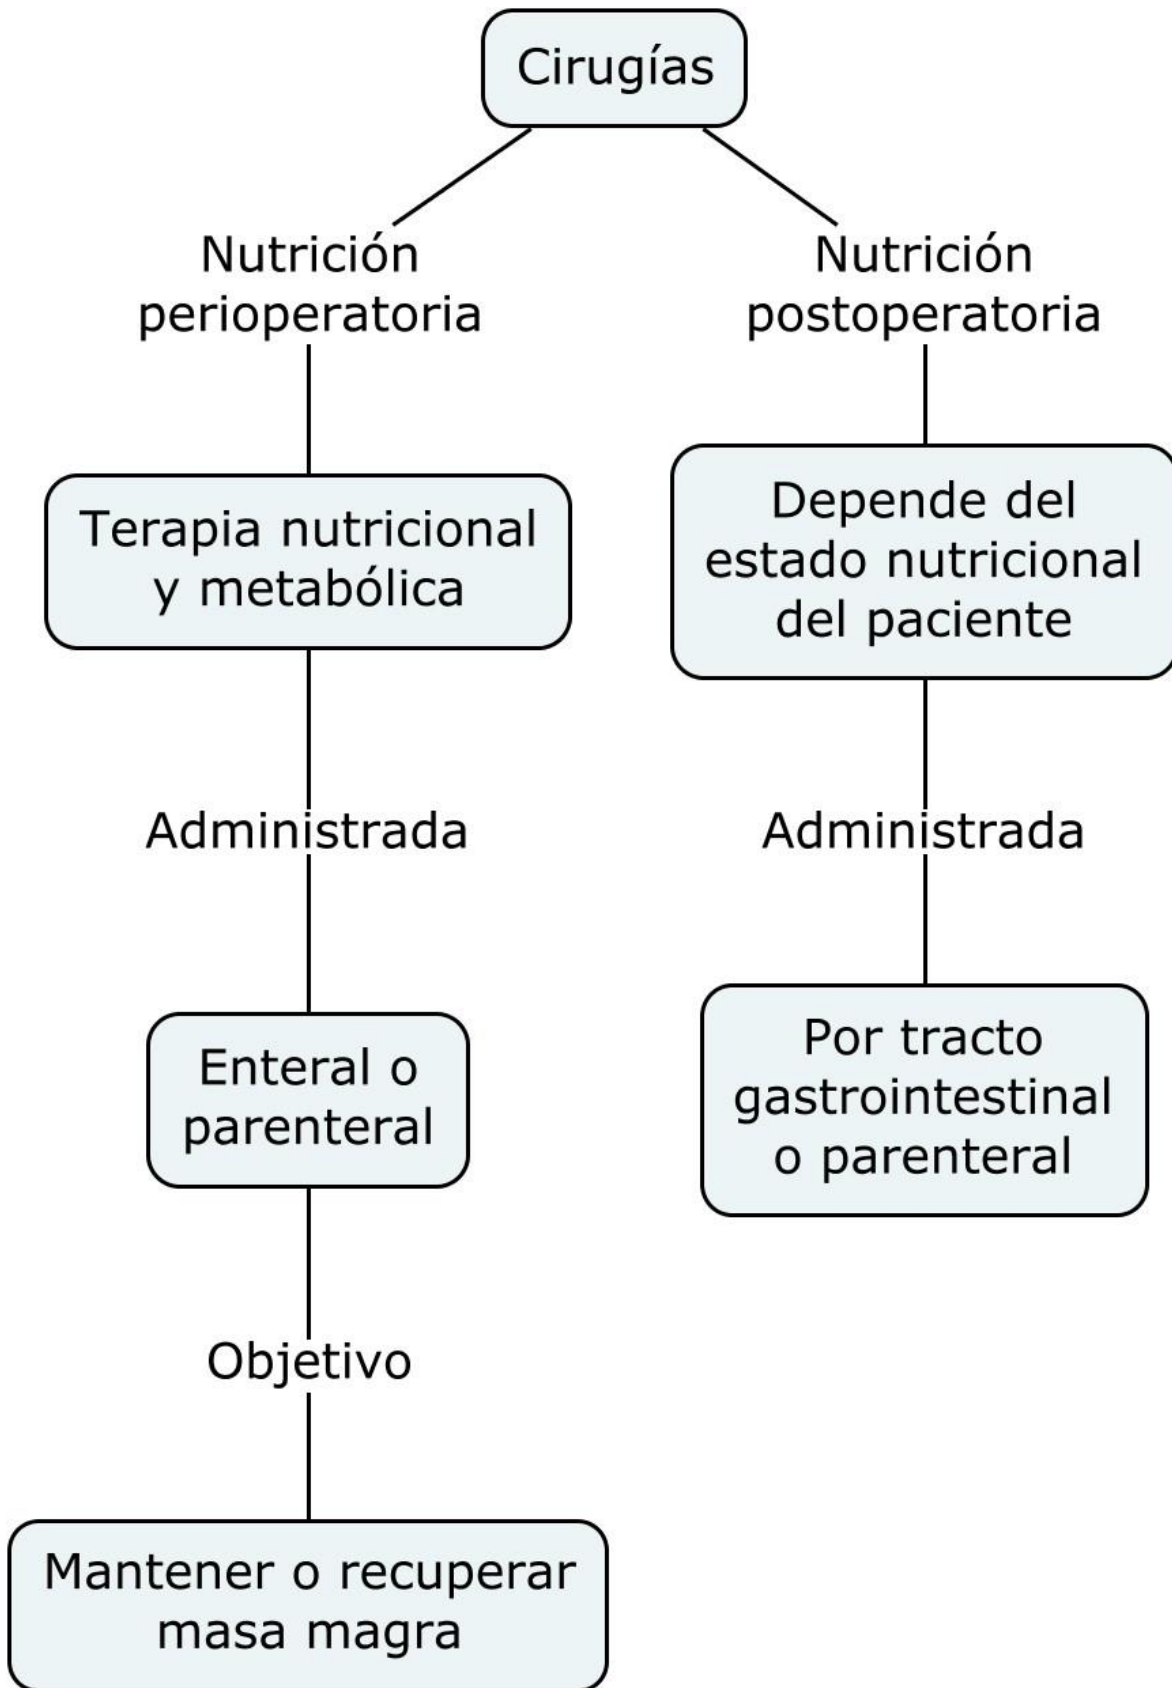 Cirugías
Nutrición
perioperatoria
Terapia nutricional
y metabólica
Administrada
Enteral o
parenteral
Objetivo
Mantener o recuperar
masa magra
Nutrición
postoperatoria
Depende del
estado nutricional
del paciente
Administrada
Por tracto
gastrointestinal
o parenteral